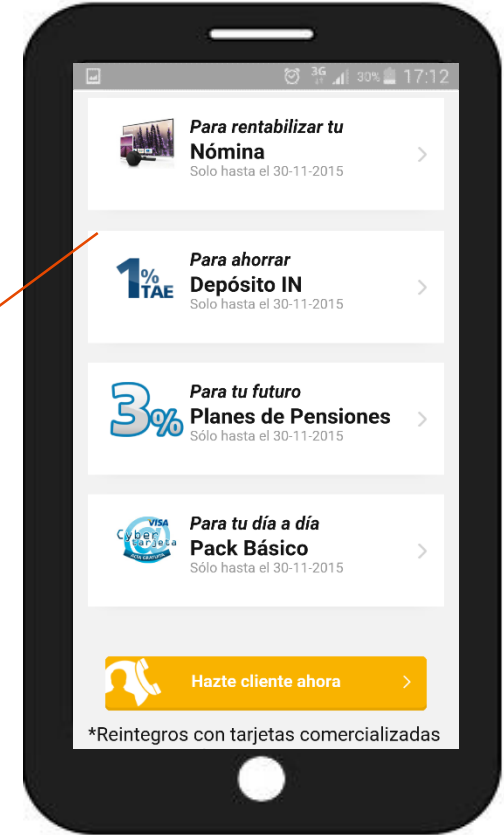 3G 30% 17:12
Para rentabilizar tu
Nómina
Solo hasta el 30-11-2015
1% TAE
Para ahorrar
Depósito IN
Solo hasta el 30-11-2015
3%
Para tu futuro
Planes de Pensiones
Sólo hasta el 30-11-2015
VISA
Cyber
tarjeta
ALTA GRATUITA
Para tu día a día
Pack Básico
Sólo hasta el 30-11-2015
Hazte cliente ahora
*Reintegros con tarjetas comercializadas